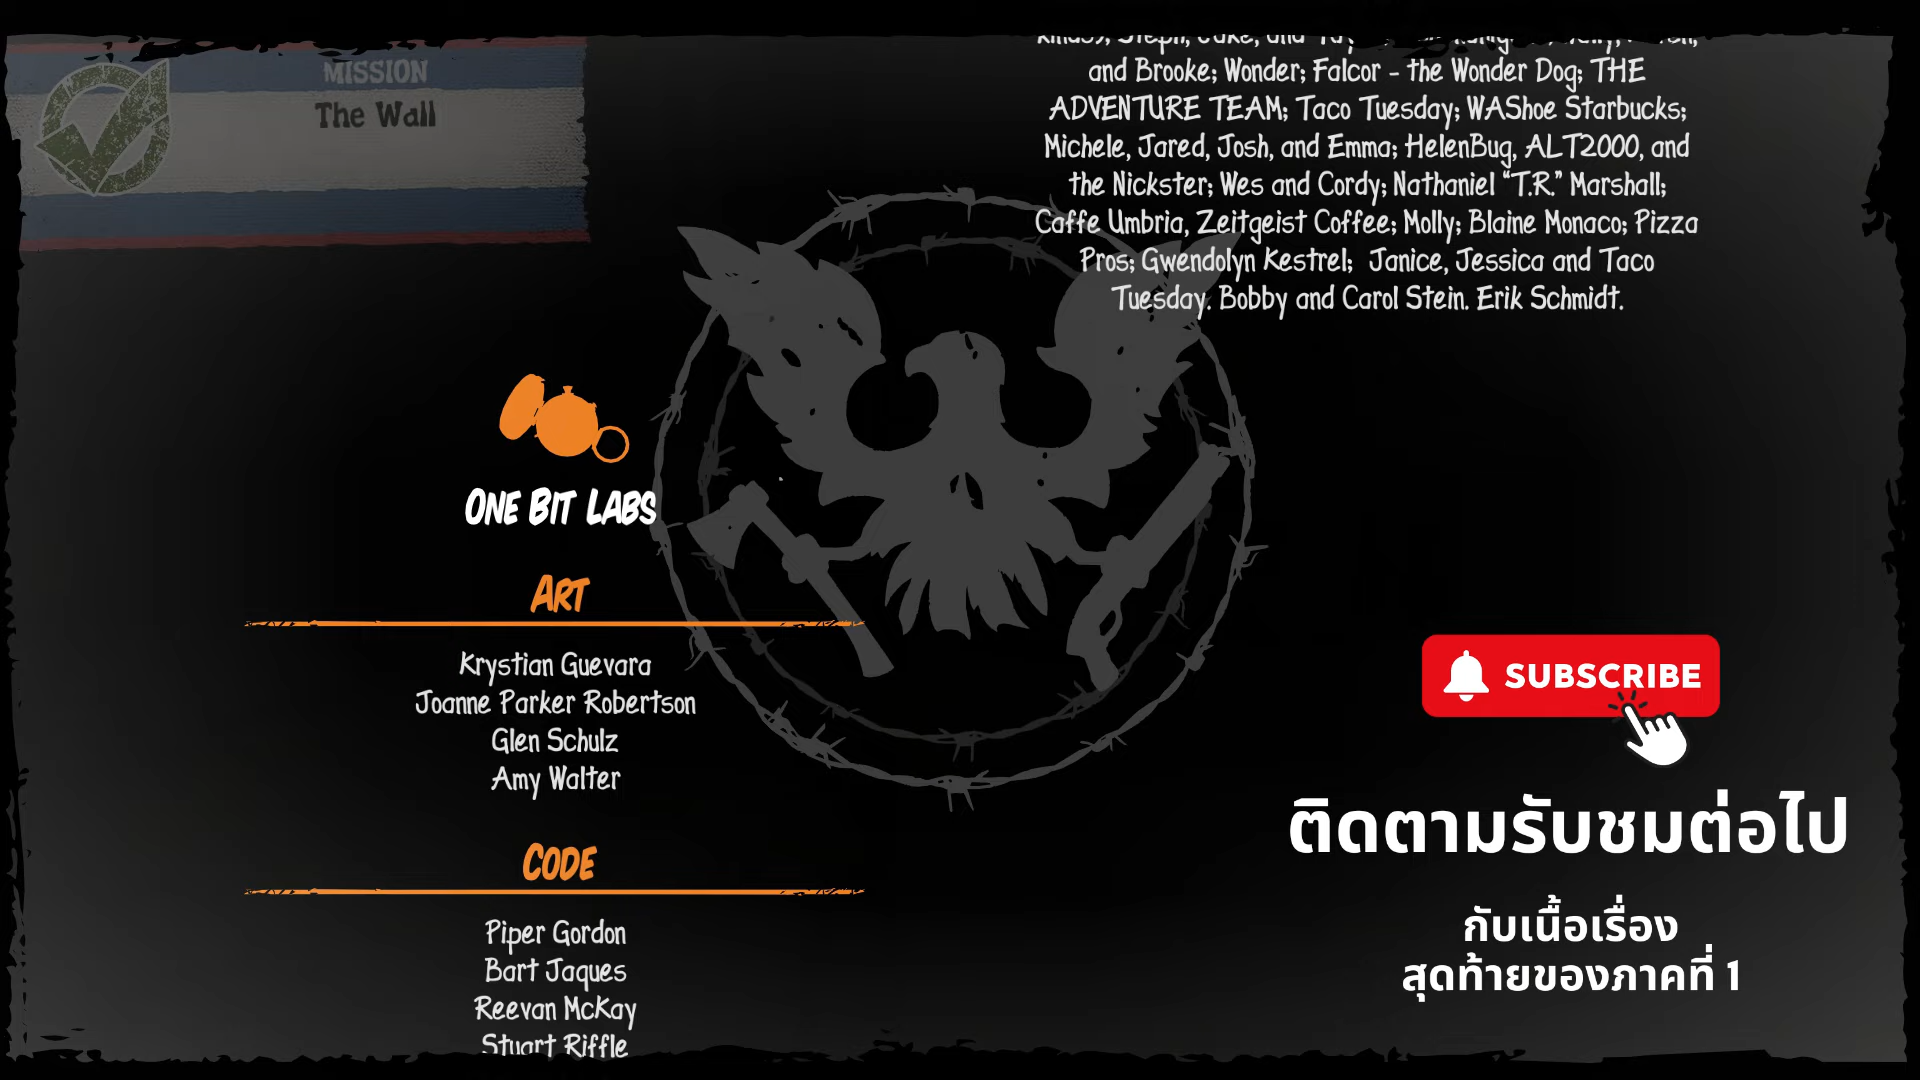 MISSION
The Wall
and Brooke; Wonder; Falcor - the Wonder Dog; THE
ADVENTURE TEAM; Taco Tuesday; WAShoe Starbucks;
Michele, Jared, Josh, and Emma; HelenBug, ALT2000, and
the Nickster; Wes and Cordy; Nathaniel “T.R.” Marshall;
Caffe Umbria, Zeitgeist Coffee; Molly; Blaine Monaco; Pizza
Pros; Gwendolyn Kestrel; Janice, Jessica and Taco
Tuesday. Bobby and Carol Stein. Erik Schmidt.
ONE BIT LABS
ART
Krystian Guevara
Joanne Parker Robertson
Glen Schulz
Amy Walter
CODE
Piper Gordon
Bart Jaques
Reevan McKay
Stuart Riffle
SUBSCRIBE
ติดตามรับชมต่อไป
กับเนื้อเรื่อง
สุดท้ายของภาคที่ 1